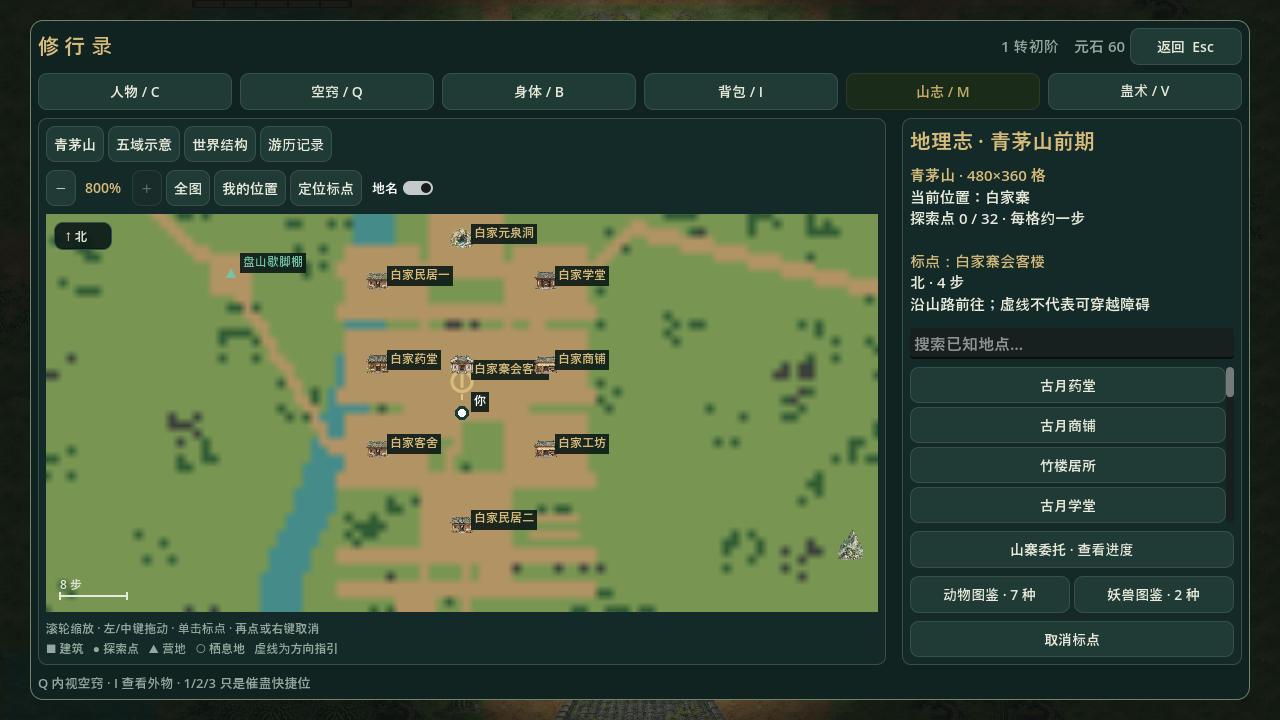 修行录
1 转初阶 元石 60 返回 Esc
人物 / C 空窍 / Q 身体 / B 背包 / I 山志 / M 蛊术 / V
青茅山 五域示意 世界结构 游历记录
− 800% + 全图 我的位置 定位标点 地名
↑ 北
白家元泉洞
盘山歇脚棚
白家民居一 白家学堂
白家药堂 白家寨会客 白家商铺
你
白家客舍 白家工坊
白家民居二
8 步
滚轮缩放 · 左/中键拖动 · 单击标点 · 再点或右键取消
■ 建筑 ● 探索点 ▲ 营地 ○ 栖息地 虚线为方向指引
地理志 · 青茅山前期
青茅山 · 480×360 格
当前位置：白家寨
探索点 0 / 32 · 每格约一步
标点：白家寨会客楼
北 · 4 步
沿山路前往；虚线不代表可穿越障碍
搜索已知地点...
古月药堂
古月商铺
竹楼居所
古月学堂
山寨委托 · 查看进度
动物图鉴 · 7 种 妖兽图鉴 · 2 种
取消标点
Q 内视空窍 · I 查看外物 · 1/2/3 只是催蛊快捷位